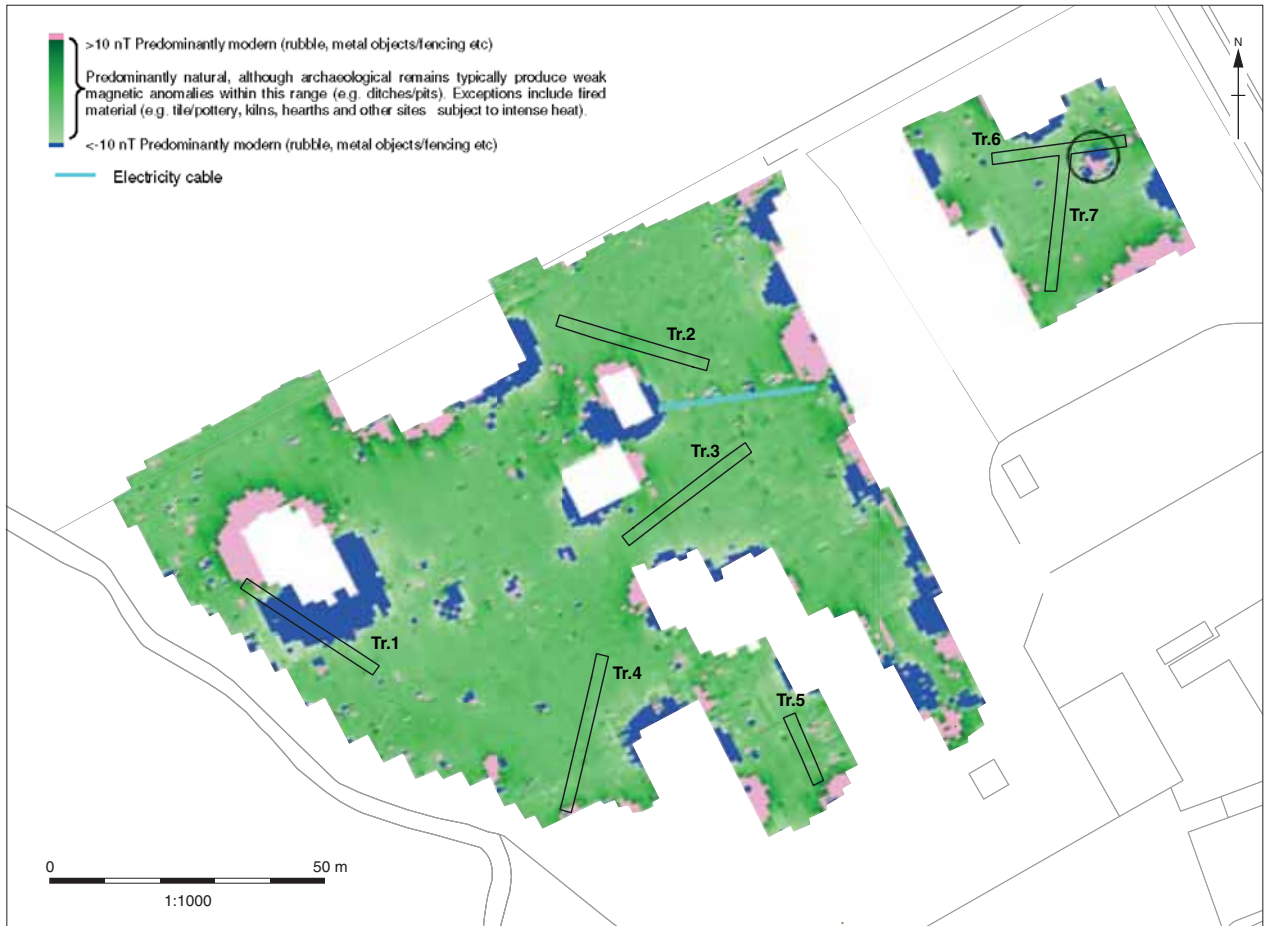 >10 nT Predominantly modern (rubble, metal objects/fencing etc)
Predominantly natural, although archaeological remains typically produce weak
magnetic anomalies within this range (e.g. ditches/pits). Exceptions include fired
material (e.g. tile/pottery, kilns, hearths and other sites subject to intense heat).
<-10 nT Predominantly modern (rubble, metal objects/fencing etc)
Electricity cable
N
Tr.6
Tr.7
Tr.2
Tr.3
Tr.1
Tr.4
Tr.5
0 50 m
1:1000